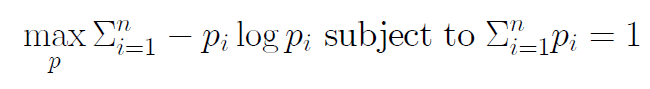 max_p Σ_{i=1}^n − p_i log p_i subject to Σ_{i=1}^n p_i = 1